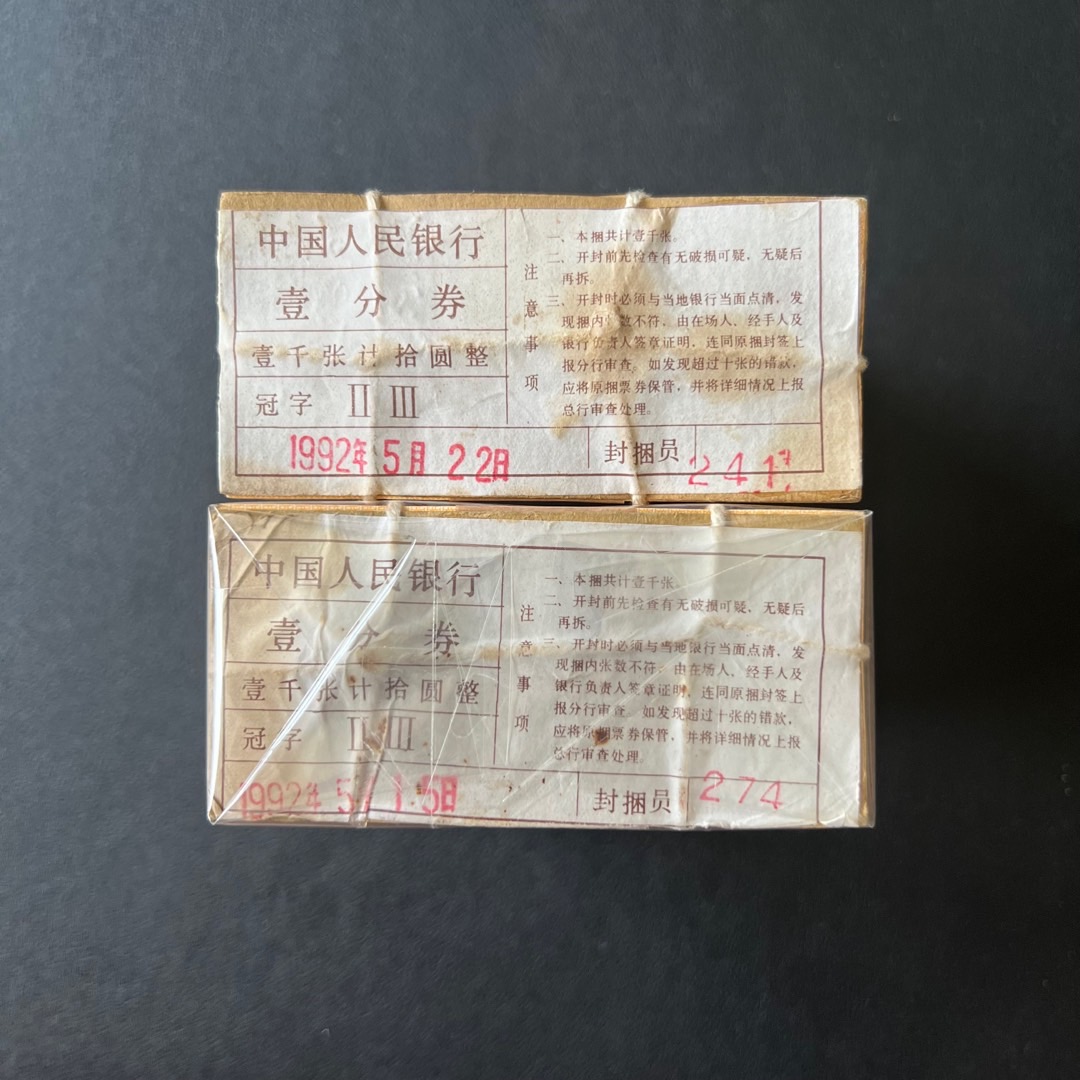 中国人民银行
壹分券
壹千张计拾圆整
冠字 Ⅱ Ⅲ
1992年5月22日
注意事项
一、本捆共计壹千张。
二、开封前先检查有无破损可疑，无疑后
再拆。
三、开封时必须与当地银行当面点清，发
现捆内张数不符，由在场人、经手人及
银行负责人签章证明，连同原捆封签上
报分行审查。如发现超过十张的错款，
应将原捆票券保管，并将详细情况上报
总行审查处理。
封捆员 241
中国人民银行
壹分券
壹千张计拾圆整
冠字 Ⅱ Ⅲ
1992年5月15日
注意事项
一、本捆共计壹千张。
二、开封前先检查有无破损可疑，无疑后
再拆。
三、开封时必须与当地银行当面点清，发
现捆内张数不符，由在场人、经手人及
银行负责人签章证明，连同原捆封签上
报分行审查。如发现超过十张的错款，
应将原捆票券保管，并将详细情况上报
总行审查处理。
封捆员 274